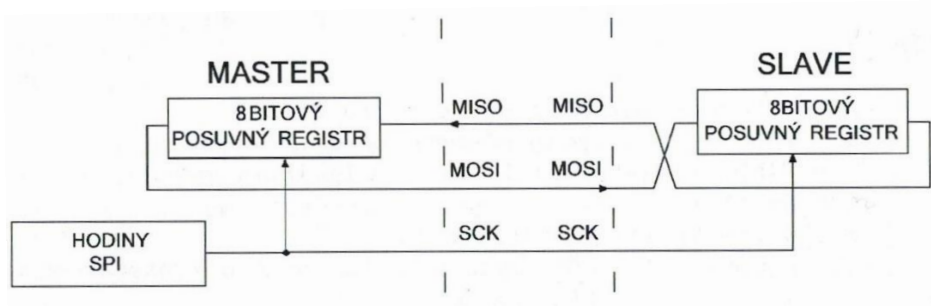 MASTER
SLAVE
8BITOVÝ
POSUVNÝ REGISTR
MISO MISO
8BITOVÝ
POSUVNÝ REGISTR
MOSI MOSI
SCK SCK
HODINY
SPI